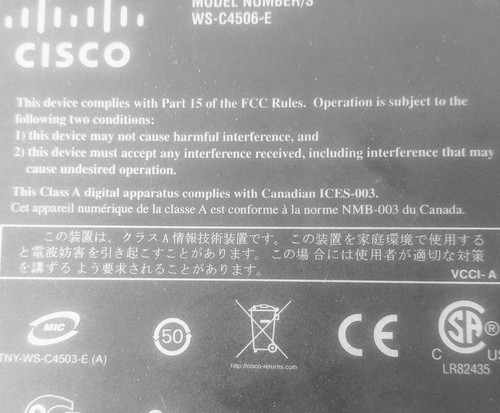 MODEL NUMBER/S
WS-C4506-E
CISCO
This device complies with Part 15 of the FCC Rules. Operation is subject to the
following two conditions:
1) this device may not cause harmful interference, and
2) this device must accept any interference received, including interference that may
cause undesired operation.
This Class A digital apparatus complies with Canadian ICES-003.
Cet appareil numérique de la classe A est conforme à la norme NMB-003 du Canada.
この装置は、クラスA情報技術装置です。この装置を家庭環境で使用する
と電波妨害を引き起こすことがあります。この場 合には使用者が適切な対策
を講ずる よう要求されることがあります。
VCCI-A
MIC
50
CE
SA®
C US
TNY-WS-C4503-E (A)
http://cisco-returns.com
LR82435